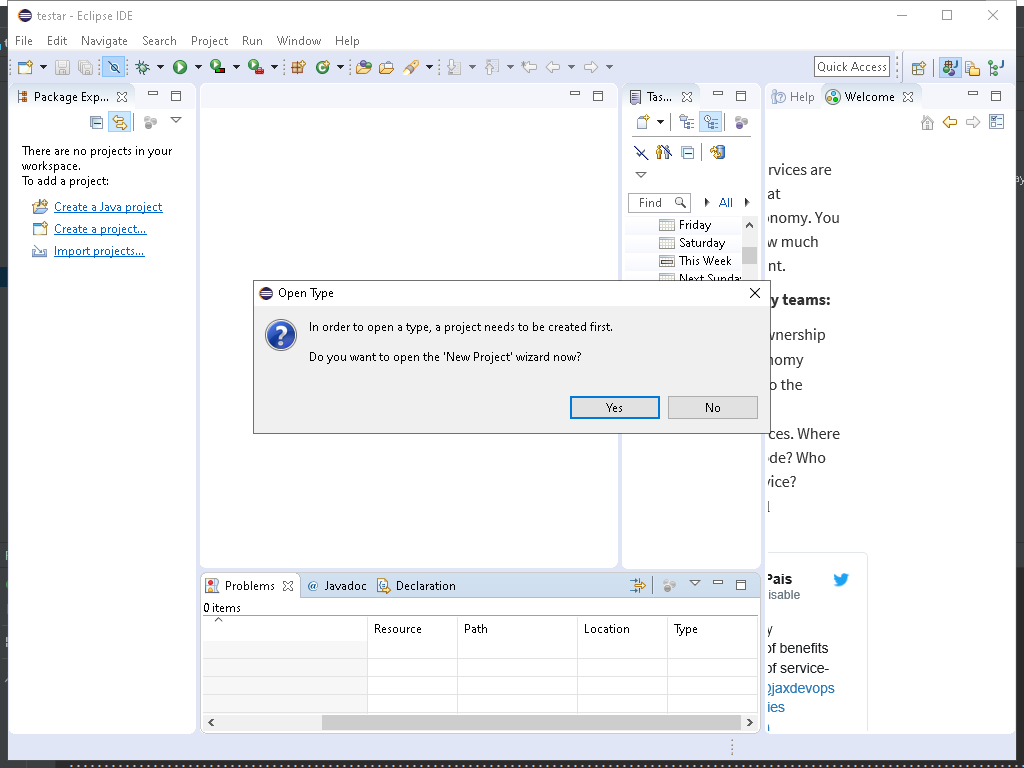 testar - Eclipse IDE
File Edit Navigate Search Project Run Window Help
Quick Access
Package Exp...
There are no projects in your
workspace.
To add a project:
Create a Java project
Create a project...
Import projects...
Tas...
Find
All
Friday
Saturday
This Week
Next Sunda
Help
Welcome
rvices are
at
nomy. You
w much
nt.
y teams:
wnership
nomy
o the
ces. Where
de? Who
vice?
Open Type
In order to open a type, a project needs to be created first.
Do you want to open the 'New Project' wizard now?
Yes
No
Problems
@ Javadoc
Declaration
0 items
Resource Path Location Type
Pais
isable
y
of benefits
of service-
@jaxdevops
ies